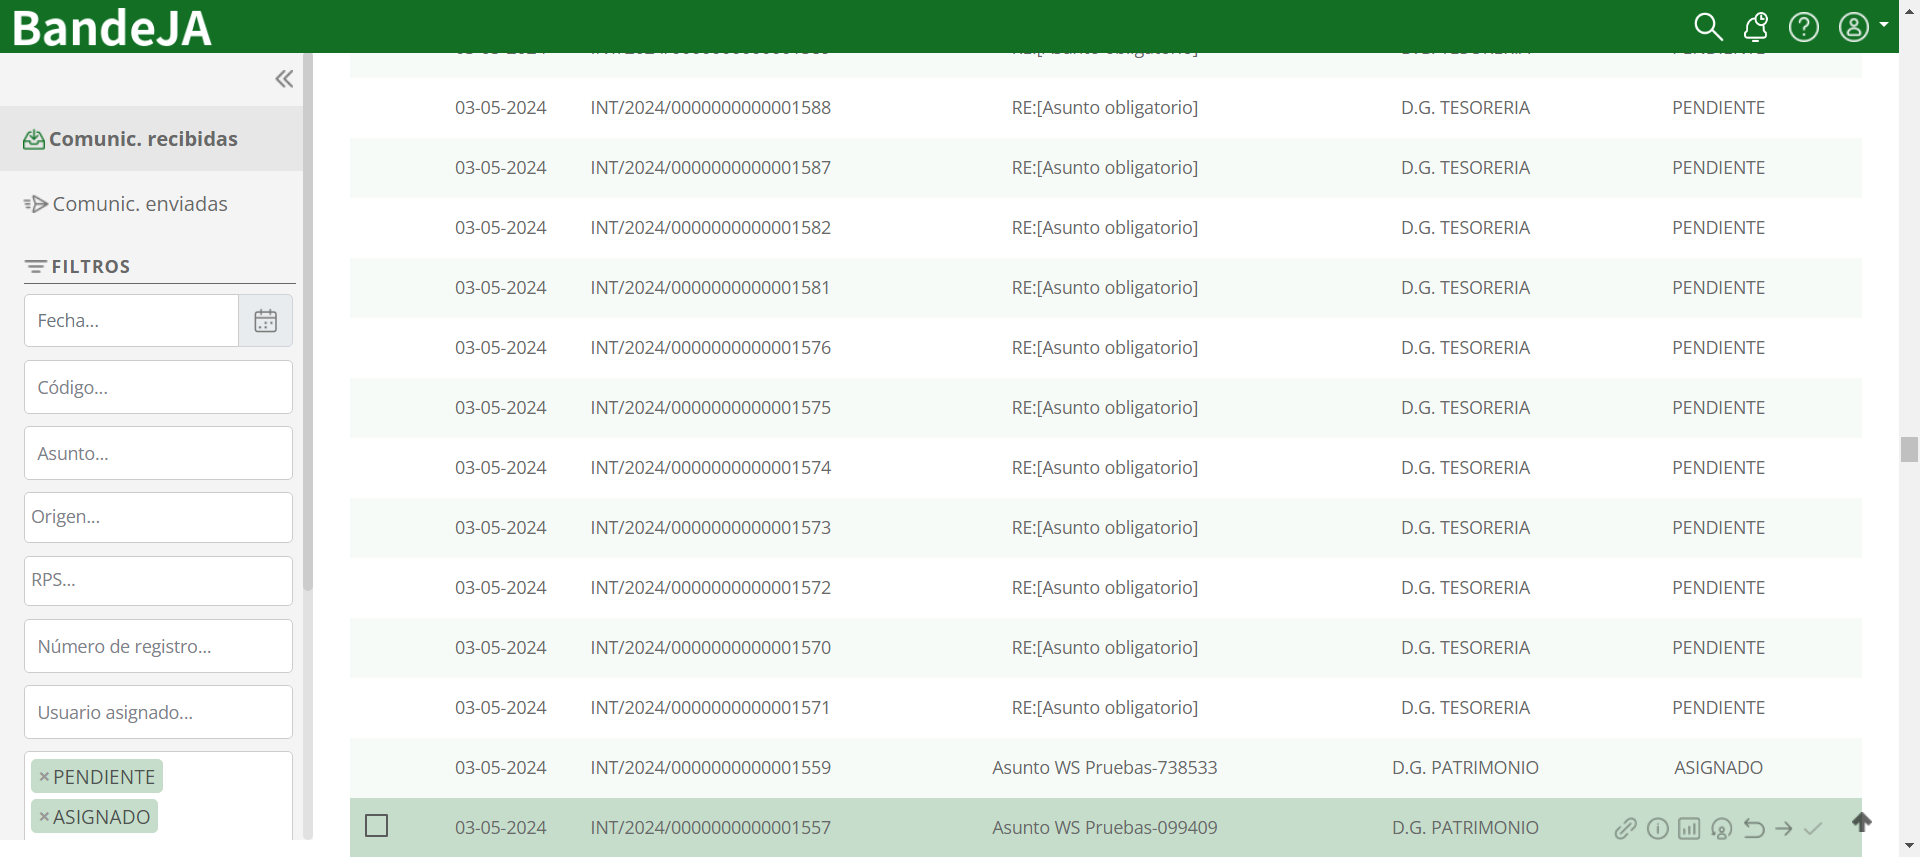 BandeJA
Comunic. recibidas
Comunic. enviadas
FILTROS
Fecha...
Código...
Asunto...
Origen...
RPS...
Número de registro...
Usuario asignado...
×PENDIENTE
×ASIGNADO
03-05-2024 INT/2024/0000000000001588 RE:[Asunto obligatorio] D.G. TESORERIA PENDIENTE
03-05-2024 INT/2024/0000000000001587 RE:[Asunto obligatorio] D.G. TESORERIA PENDIENTE
03-05-2024 INT/2024/0000000000001582 RE:[Asunto obligatorio] D.G. TESORERIA PENDIENTE
03-05-2024 INT/2024/0000000000001581 RE:[Asunto obligatorio] D.G. TESORERIA PENDIENTE
03-05-2024 INT/2024/0000000000001576 RE:[Asunto obligatorio] D.G. TESORERIA PENDIENTE
03-05-2024 INT/2024/0000000000001575 RE:[Asunto obligatorio] D.G. TESORERIA PENDIENTE
03-05-2024 INT/2024/0000000000001574 RE:[Asunto obligatorio] D.G. TESORERIA PENDIENTE
03-05-2024 INT/2024/0000000000001573 RE:[Asunto obligatorio] D.G. TESORERIA PENDIENTE
03-05-2024 INT/2024/0000000000001572 RE:[Asunto obligatorio] D.G. TESORERIA PENDIENTE
03-05-2024 INT/2024/0000000000001570 RE:[Asunto obligatorio] D.G. TESORERIA PENDIENTE
03-05-2024 INT/2024/0000000000001571 RE:[Asunto obligatorio] D.G. TESORERIA PENDIENTE
03-05-2024 INT/2024/0000000000001559 Asunto WS Pruebas-738533 D.G. PATRIMONIO ASIGNADO
03-05-2024 INT/2024/0000000000001557 Asunto WS Pruebas-099409 D.G. PATRIMONIO